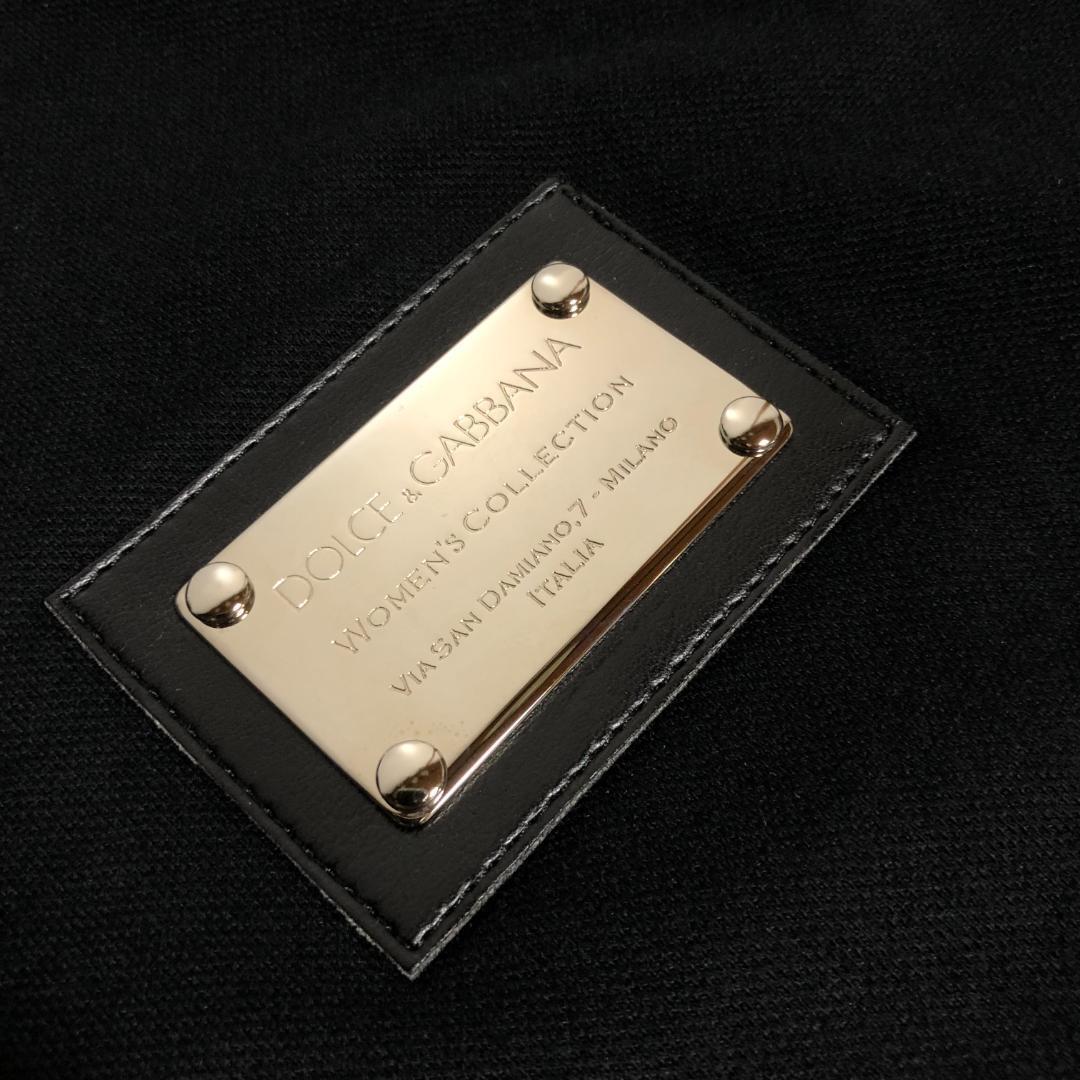 DOLCE & GABBANA
WOMEN'S COLLECTION
VIA SAN DAMIANO, 7 - MILANO
ITALIA